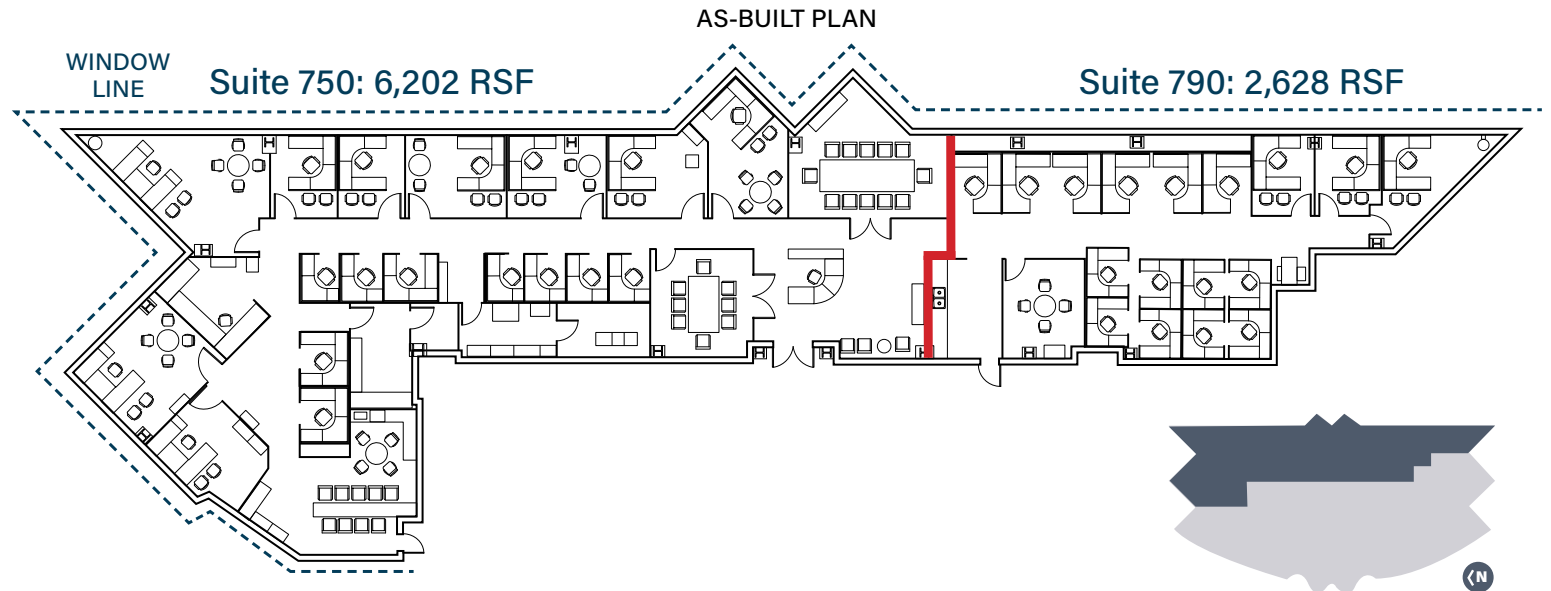 AS-BUILT PLAN
WINDOW
LINE
Suite 750: 6,202 RSF
Suite 790: 2,628 RSF
N